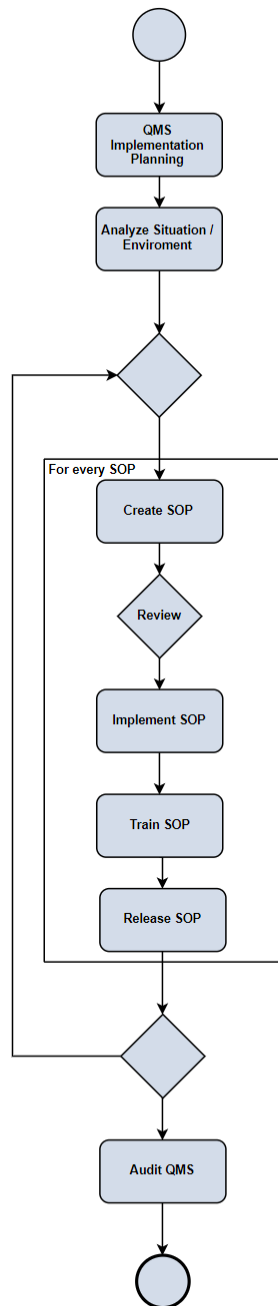 QMS
Implementation
Planning
Analyze Situation /
Enviroment
For every SOP
Create SOP
Review
Implement SOP
Train SOP
Release SOP
Audit QMS